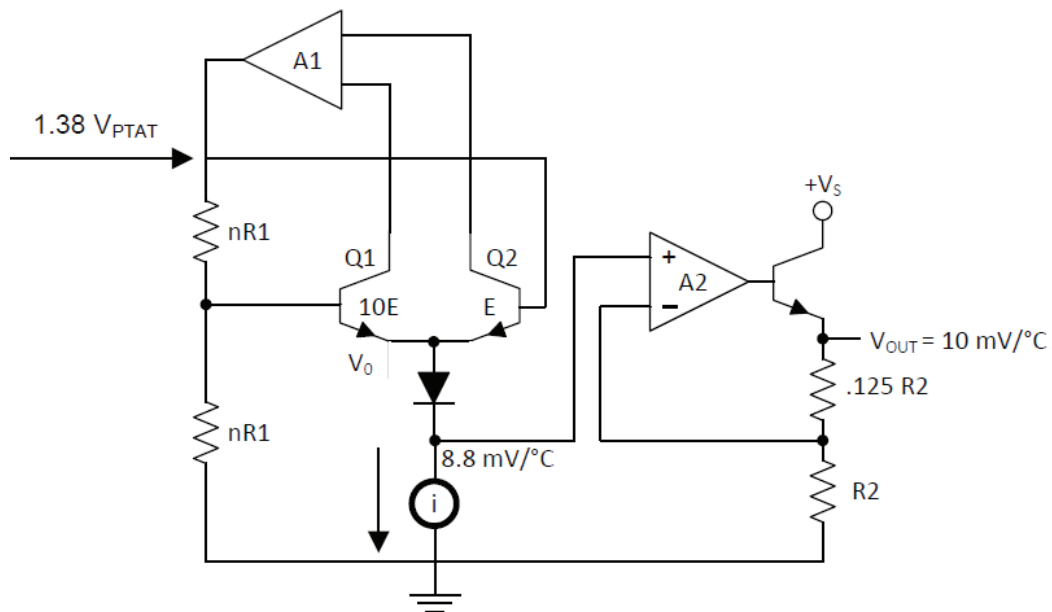 A1
1.38 VPTAT
+VS
nR1
Q1
Q2
10E
E
A2
+
−
V0
VOUT = 10 mV/°C
.125 R2
nR1
8.8 mV/°C
i
R2